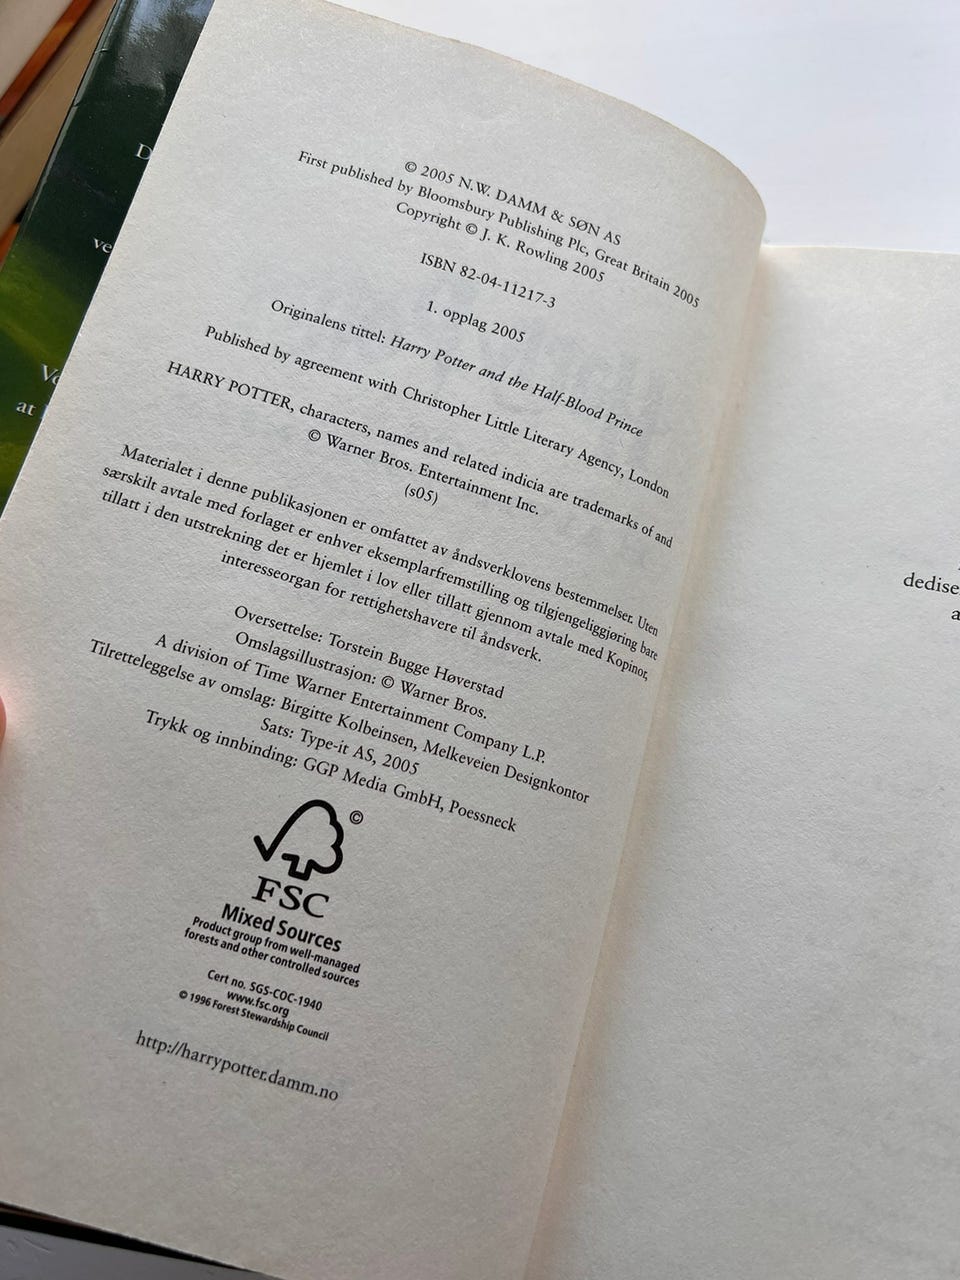 © 2005 N.W. DAMM & SØN AS
First published by Bloomsbury Publishing Plc, Great Britain 2005
Copyright © J. K. Rowling 2005
ISBN 82-04-11217-3
1. opplag 2005
Originalens tittel: Harry Potter and the Half-Blood Prince
Published by agreement with Christopher Little Literary Agency, London
HARRY POTTER, characters, names and related indicia are trademarks of and
© Warner Bros. Entertainment Inc.
(s05)
Materialet i denne publikasjonen er omfattet av åndsverklovens bestemmelser. Uten
særskilt avtale med forlaget er enhver eksemplarfremstilling og tilgjengeliggjøring bare
tillatt i den utstrekning det er hjemlet i lov eller tillatt gjennom avtale med Kopinor,
interesseorgan for rettighetshavere til åndsverk.
Oversettelse: Torstein Bugge Høverstad
Omslagsillustrasjon: © Warner Bros.
A division of Time Warner Entertainment Company L.P.
Tilretteleggelse av omslag: Birgitte Kolbeinsen, Melkeveien Designkontor
Sats: Type-it AS, 2005
Trykk og innbinding: GGP Media GmbH, Poessneck
©
FSC
Mixed Sources
Product group from well-managed
forests and other controlled sources
Cert no. SGS-COC-1940
www.fsc.org
© 1996 Forest Stewardship Council
http://harrypotter.damm.no
at